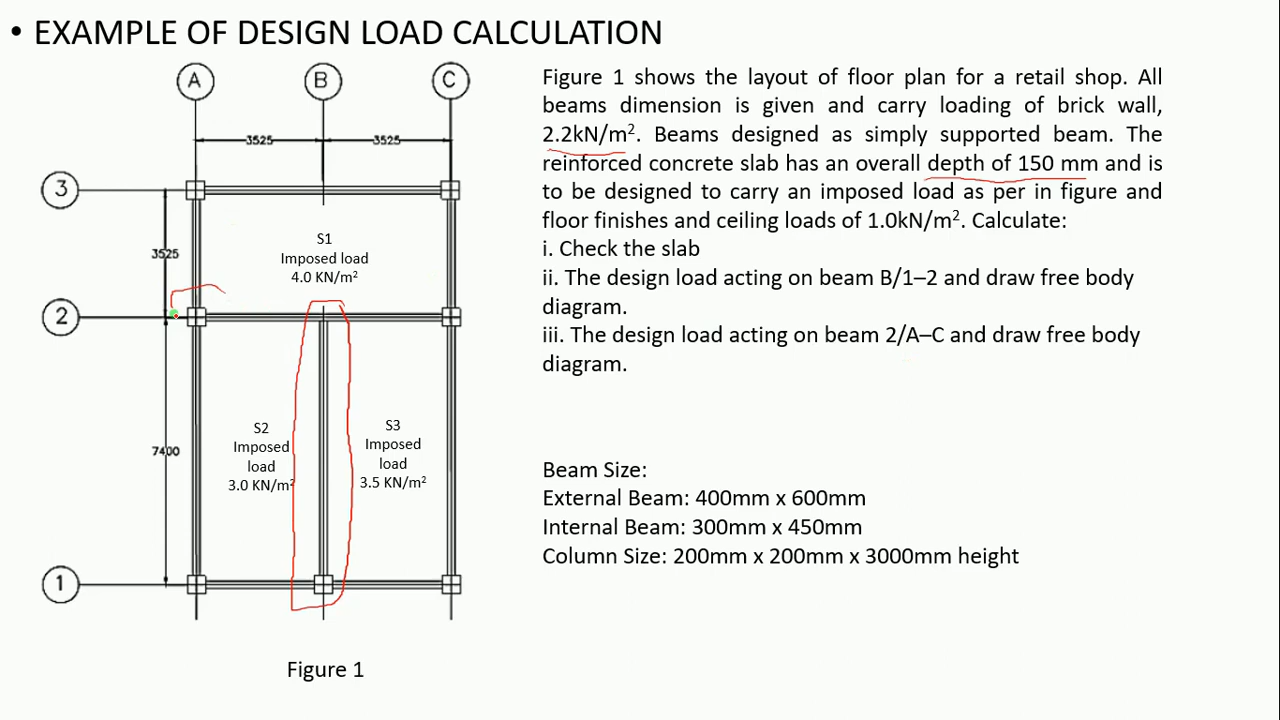 • EXAMPLE OF DESIGN LOAD CALCULATION
A B C
3525 3525
3
3525
S1
Imposed load
4.0 KN/m²
2
7400
S2
Imposed
load
3.0 KN/m²
S3
Imposed
load
3.5 KN/m²
1
Figure 1
Figure 1 shows the layout of floor plan for a retail shop. All
beams dimension is given and carry loading of brick wall,
2.2kN/m². Beams designed as simply supported beam. The
reinforced concrete slab has an overall depth of 150 mm and is
to be designed to carry an imposed load as per in figure and
floor finishes and ceiling loads of 1.0kN/m². Calculate:
i. Check the slab
ii. The design load acting on beam B/1–2 and draw free body
diagram.
iii. The design load acting on beam 2/A–C and draw free body
diagram.
Beam Size:
External Beam: 400mm x 600mm
Internal Beam: 300mm x 450mm
Column Size: 200mm x 200mm x 3000mm height